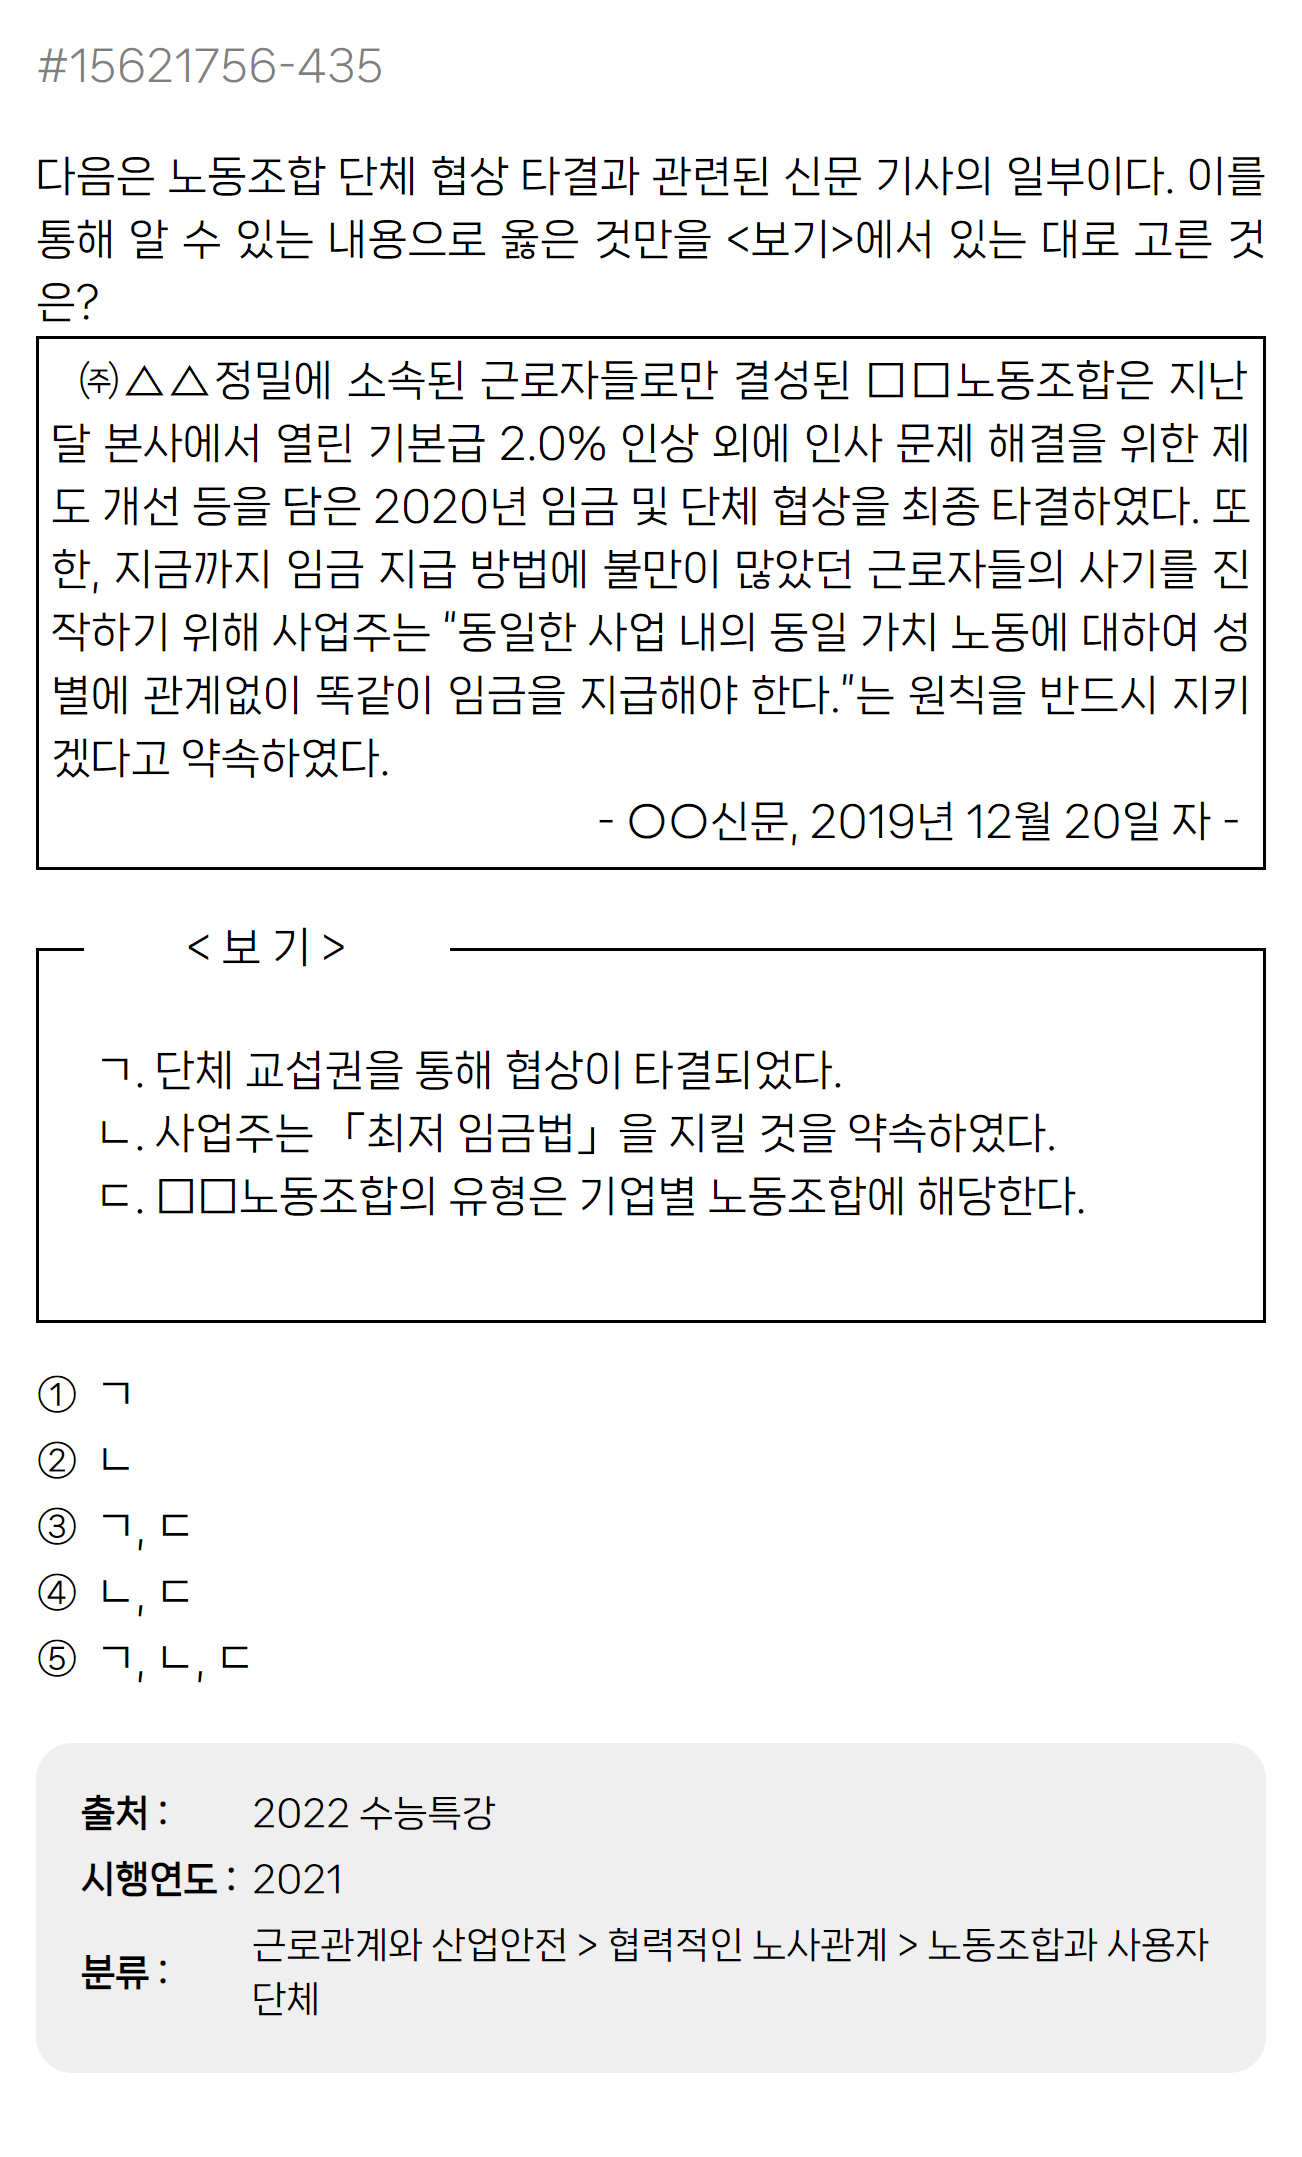 #15621756-435
다음은 노동조합 단체 협상 타결과 관련된 신문 기사의 일부이다. 이를
통해 알 수 있는 내용으로 옳은 것만을 <보기>에서 있는 대로 고른 것
은?
㈜△△정밀에 소속된 근로자들로만 결성된 □□노동조합은 지난
달 본사에서 열린 기본급 2.0% 인상 외에 인사 문제 해결을 위한 제
도 개선 등을 담은 2020년 임금 및 단체 협상을 최종 타결하였다. 또
한, 지금까지 임금 지급 방법에 불만이 많았던 근로자들의 사기를 진
작하기 위해 사업주는 "동일한 사업 내의 동일 가치 노동에 대하여 성
별에 관계없이 똑같이 임금을 지급해야 한다."는 원칙을 반드시 지키
겠다고 약속하였다.
- ○○신문, 2019년 12월 20일 자 -
< 보 기 >
ㄱ. 단체 교섭권을 통해 협상이 타결되었다.
ㄴ. 사업주는 「최저 임금법」을 지킬 것을 약속하였다.
ㄷ. □□노동조합의 유형은 기업별 노동조합에 해당한다.
① ㄱ
② ㄴ
③ ㄱ, ㄷ
④ ㄴ, ㄷ
⑤ ㄱ, ㄴ, ㄷ
출처 : 2022 수능특강
시행연도 : 2021
분류 : 근로관계와 산업안전 > 협력적인 노사관계 > 노동조합과 사용자
단체